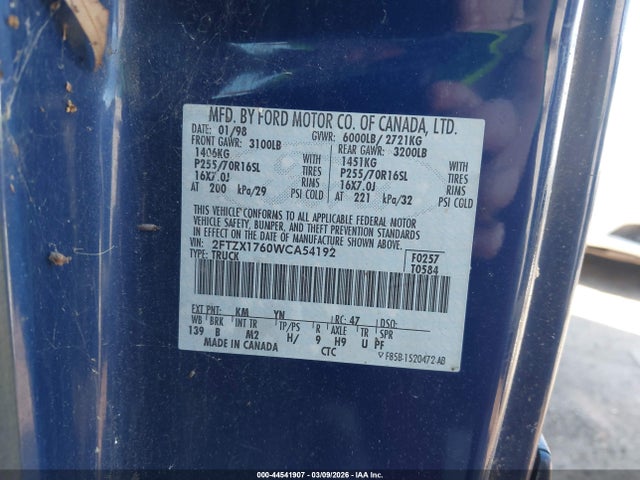 MFD. BY FORD MOTOR CO. OF CANADA, LTD.
DATE: 01/98 GVWR: 6000LB/ 2721KG
FRONT GAWR: 3100LB REAR GAWR: 3200LB
1406KG WITH 1451KG WITH
P255/70R16SL TIRES P255/70R16SL TIRES
16X7.0J RIMS 16X7.0J RIMS
AT 200 kPa/29 PSI COLD AT 221 kPa/32 PSI COLD
THIS VEHICLE CONFORMS TO ALL APPLICABLE FEDERAL MOTOR
VEHICLE SAFETY, BUMPER, AND THEFT PREVENTION STANDARDS
IN EFFECT ON THE DATE OF MANUFACTURE SHOWN ABOVE.
VIN: 2FTZX1760WCA54192 F0257
TYPE: TRUCK T0584
EXT PNT: KM YN RC: 47 DSO:
WB BRK INT TR TP/PS R AXLE TR SPR
139 B M2 H/ 9 H9 U PF
MADE IN CANADA CTC F85B-1520472-AB
000-44541907 - 03/09/2026 - IAA Inc.